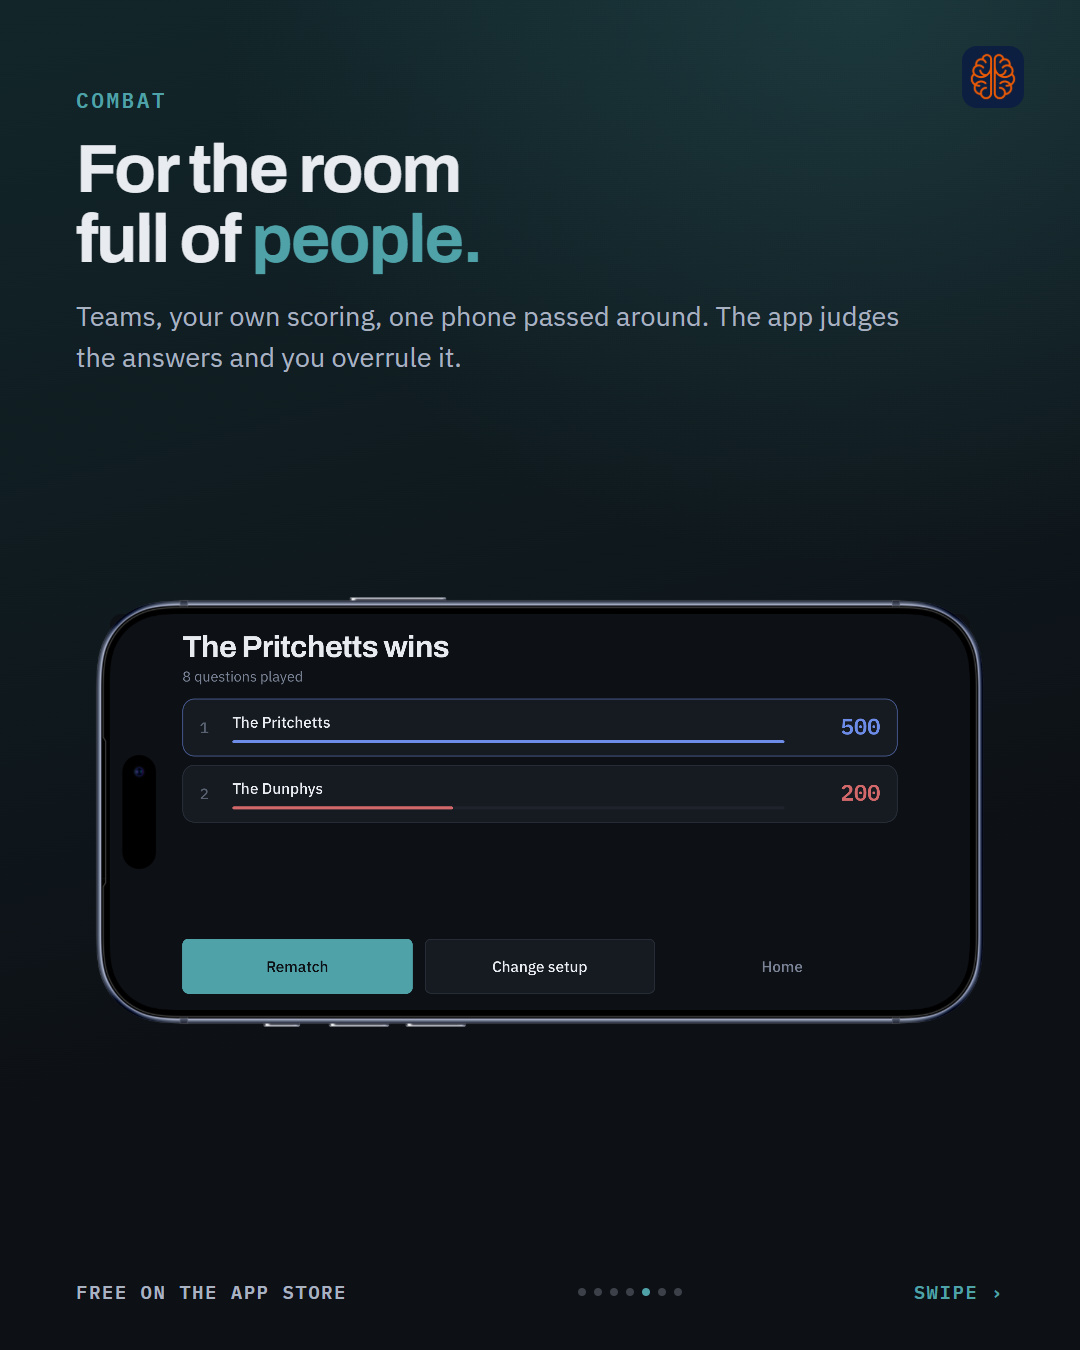 COMBAT
For the room
full of people.
Teams, your own scoring, one phone passed around. The app judges
the answers and you overrule it.
The Pritchetts wins
8 questions played
1 The Pritchetts 500
2 The Dunphys 200
Rematch Change setup Home
FREE ON THE APP STORE SWIPE ›